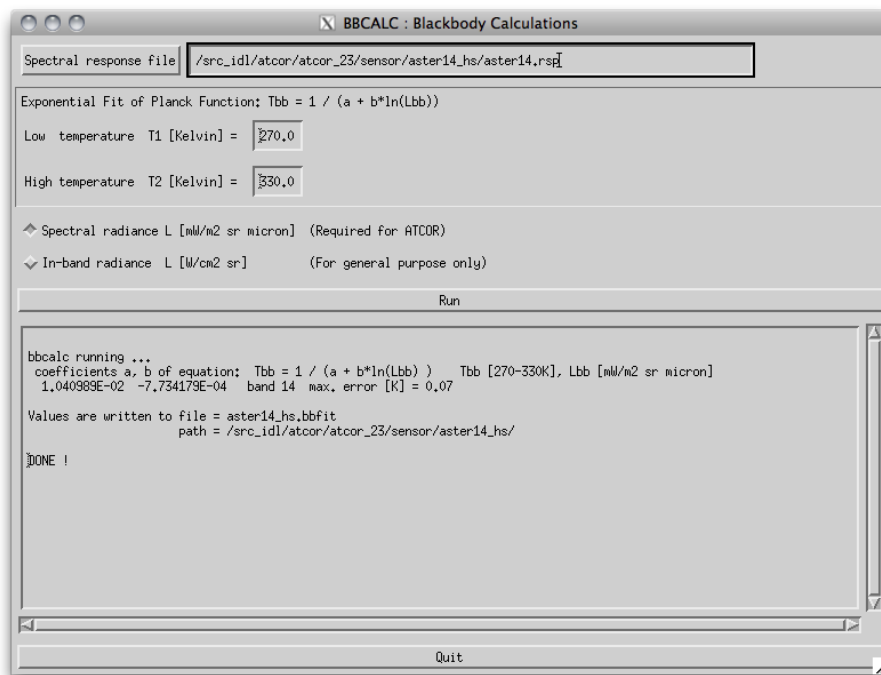 BBCALC : Blackbody Calculations
Spectral response file /src_idl/atcor/atcor_23/sensor/aster14_hs/aster14.rsp
Exponential Fit of Planck Function: Tbb = 1 / (a + b*ln(Lbb))
Low temperature T1 [Kelvin] = 270.0
High temperature T2 [Kelvin] = 330.0
Spectral radiance L [mW/m2 sr micron] (Required for ATCOR)
In-band radiance L [W/cm2 sr] (For general purpose only)
Run
bbcalc running ...
coefficients a, b of equation: Tbb = 1 / (a + b*ln(Lbb) ) Tbb [270-330K], Lbb [mW/m2 sr micron]
1.040989E-02 -7.734179E-04 band 14 max. error [K] = 0.07
Values are written to file = aster14_hs.bbfit
path = /src_idl/atcor/atcor_23/sensor/aster14_hs/
DONE !
Quit